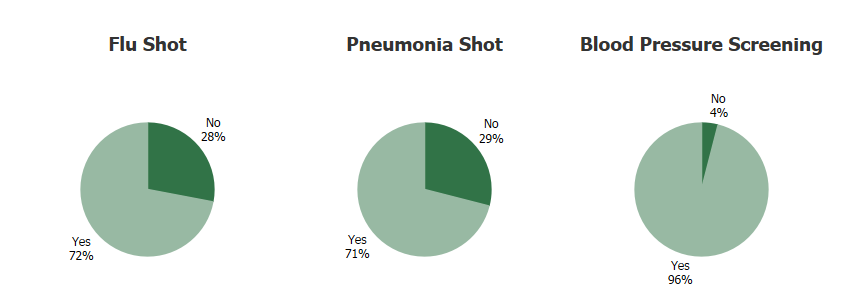 Flu Shot
No
28%
Yes
72%
Pneumonia Shot
No
29%
Yes
71%
Blood Pressure Screening
No
4%
Yes
96%